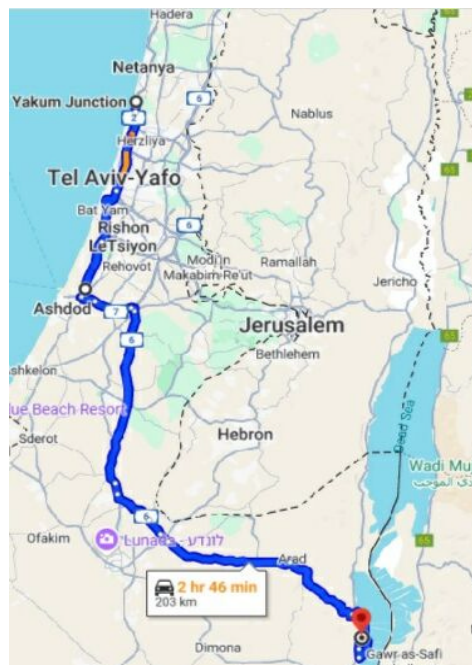 Hadera
Netanya
6
Yakum Junction
2
Nablus
Herzliya
65
Tel Aviv-Yafo
Bat Yam
6
Rishon
LeTsiyon
Modi'in
Makabim-Re'ut
Ramallah
Rehovot
Jericho
Ashdod
7
6
Jerusalem
65
Bethlehem
shkelon
ue Beach Resort
Dead Sea
Sderot
Hebron
Wadi Mu
6
Ofakim
Lunada - לונדע
65
Arad
2 hr 46 min
203 km
Dimona
Gawr as-Safi